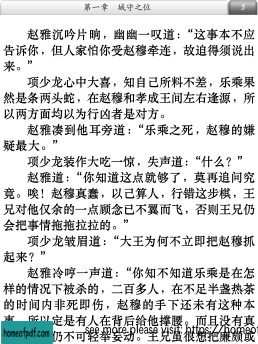 第一章　城守之位
3
赵雅沉吟片晌，幽幽一叹道：“这事本不应
告诉你，但人家怕你受赵穆牵连，故迫得须说出
来。”
项少龙心中大喜，知自己所料不差，乐乘果
然是条两头蛇，在赵穆和孝成王间左右逢源，所
以两方面均以为行凶者是对方。
赵雅凑到他耳旁道：“乐乘之死，赵穆的嫌
疑最大。”
项少龙装作大吃一惊，失声道：“什么？”
赵雅道：“你知道这点就够了，莫再追问究
竟。唉！赵穆真蠢，以己算人，行错这步棋，王
兄对他仅余的一点顾念已不翼而飞，否则王兄仍
会把事情拖拖拉拉的。”
项少龙皱眉道：“大王为何不立即把赵穆抓
起来？”
赵雅冷哼一声道：“你知不知道乐乘是在怎
样的情况下被杀的，二百多人，在不足半盏热茶
的时间内非死即伤，赵穆的手下还未有这种本
事，所以定是有人在背后给他撑腰。而且没有真
仍不可轻举妄动。王兄虽很想把廉颇或
homeofpdf.com
see more please visit: https://homeofpdf.com